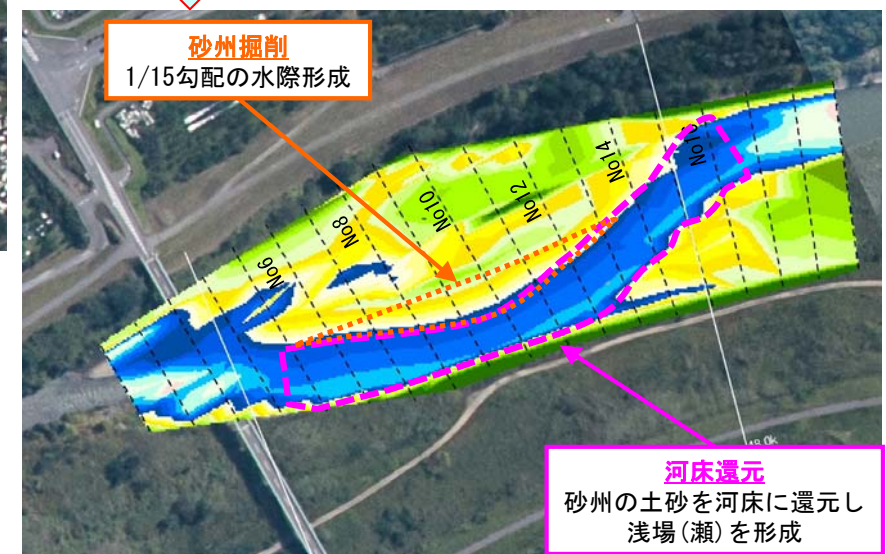 砂州掘削
1/15勾配の水際形成
No6
No8
No10
No12
No14
48.0k
河床還元
砂州の土砂を河床に還元し
浅場(瀬)を形成